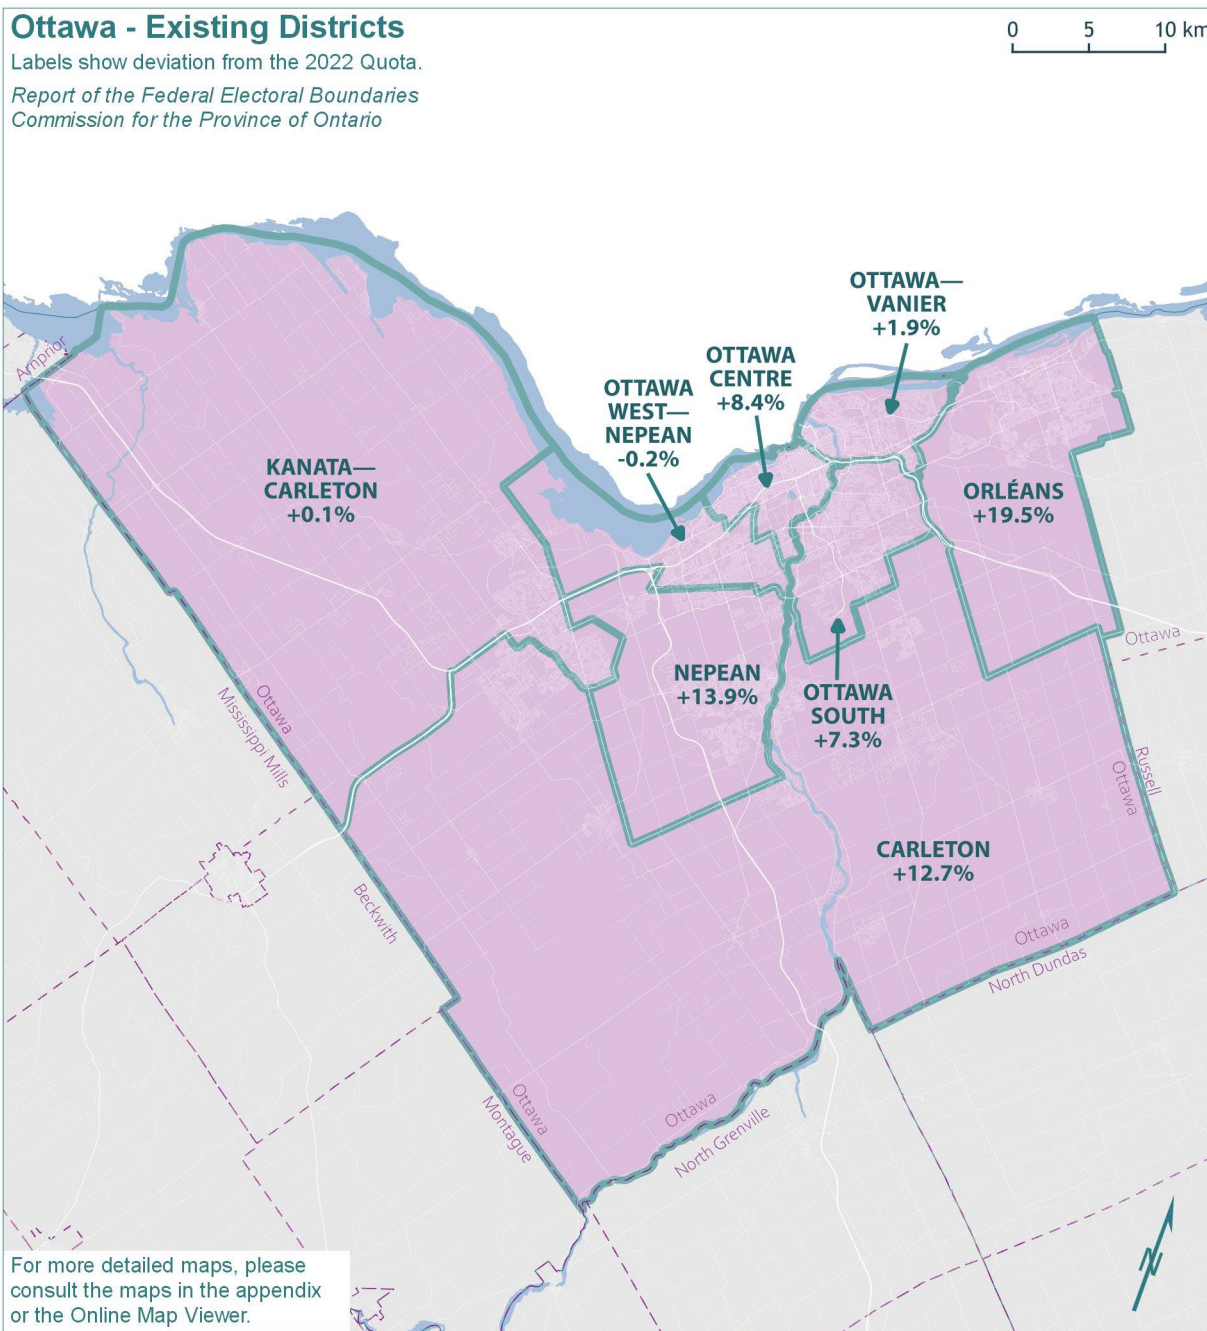 Ottawa - Existing Districts
Labels show deviation from the 2022 Quota.
Report of the Federal Electoral Boundaries
Commission for the Province of Ontario
0 5 10 km
OTTAWA—
VANIER
+1.9%
OTTAWA
CENTRE
+8.4%
OTTAWA
WEST—
NEPEAN
-0.2%
Arnprior
KANATA—
CARLETON
+0.1%
ORLÉANS
+19.5%
Ottawa
NEPEAN
+13.9%
OTTAWA
SOUTH
+7.3%
Ottawa
Mississippi Mills
Russell
Ottawa
CARLETON
+12.7%
Beckwith
Ottawa
North Dundas
Ottawa
Montague
Ottawa
North Grenville
For more detailed maps, please
consult the maps in the appendix
or the Online Map Viewer.
N